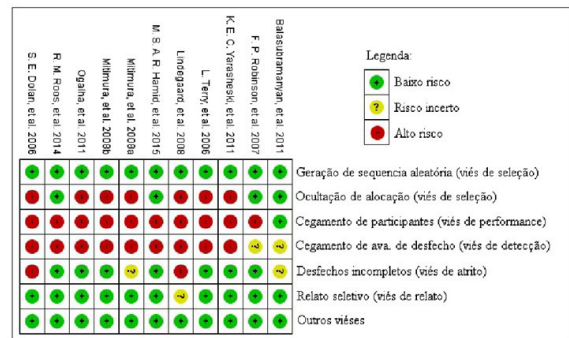 S. E. Dolan, et al. 2006
R. M. Roos, et al. 2014
Ogalha, et al. 2011
Mitimura, et al. 2008b
Mitimura, et al. 2008a
M. S. A. R. Hamid, et al. 2015
Lindegaard, et al. 2008
L. Terry, et al. 2006
K. E. C. Yarasheski, et al. 2011
F. P. Robinson, et al. 2007
Balasubramanyan, et al. 2011
Legenda:
Baixo risco
Risco incerto
Alto risco
Geração de sequencia aleatória (viés de seleção)
Ocultação de alocação (viés de seleção)
Cegamento de participantes (viés de performance)
Cegamento de ava. de desfecho (viés de detecção)
Desfechos incompletos (viés de atrito)
Relato seletivo (viés de relato)
Outros viéses